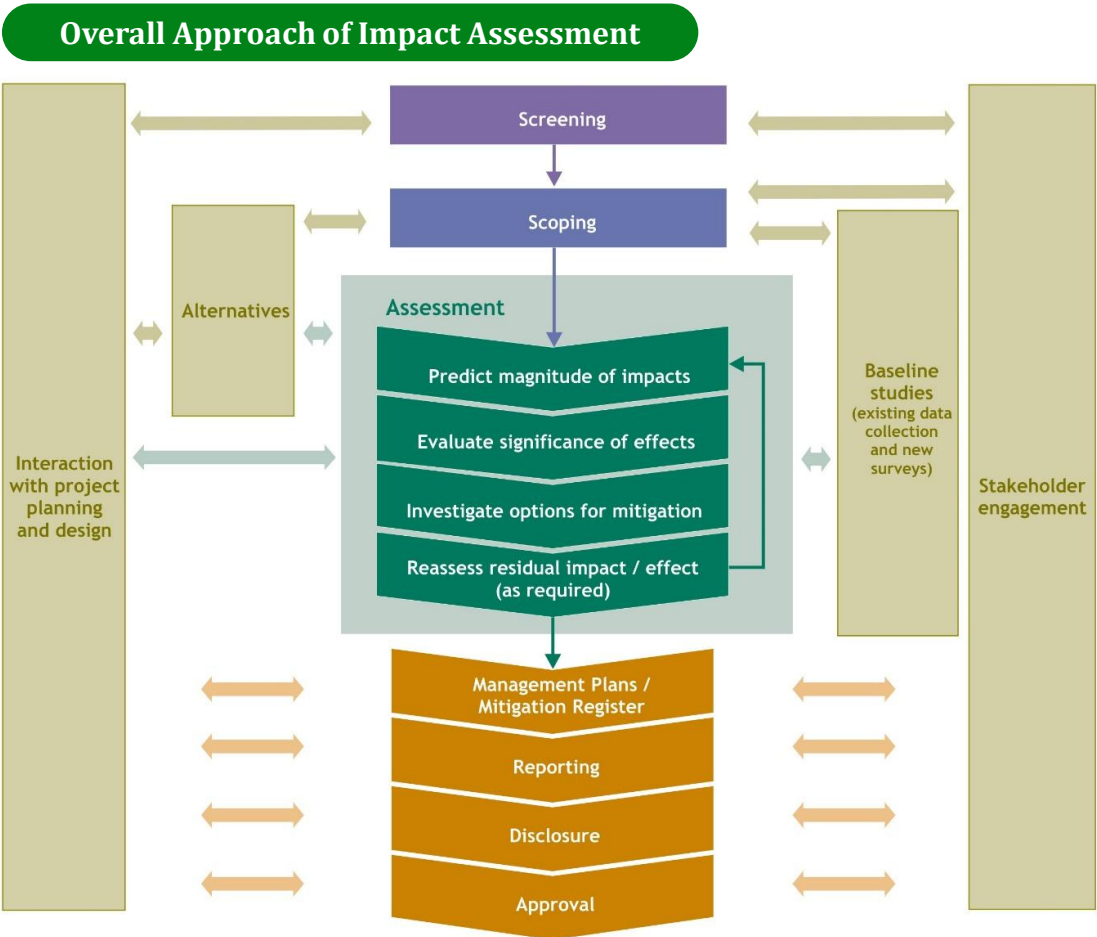 Overall Approach of Impact Assessment
Screening
Scoping
Alternatives
Assessment
Predict magnitude of impacts
Evaluate significance of effects
Investigate options for mitigation
Reassess residual impact / effect
(as required)
Baseline
studies
(existing data
collection
and new
surveys)
Interaction
with project
planning
and design
Stakeholder
engagement
Management Plans /
Mitigation Register
Reporting
Disclosure
Approval